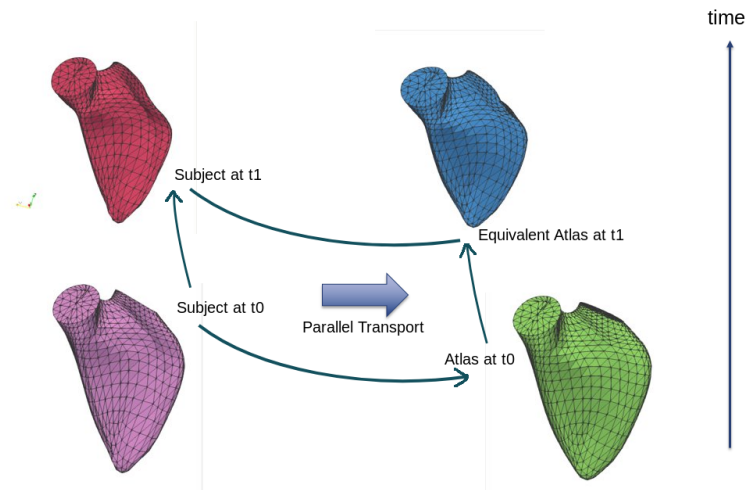 time
Subject at t1
Equivalent Atlas at t1
Subject at t0
Parallel Transport
Atlas at t0